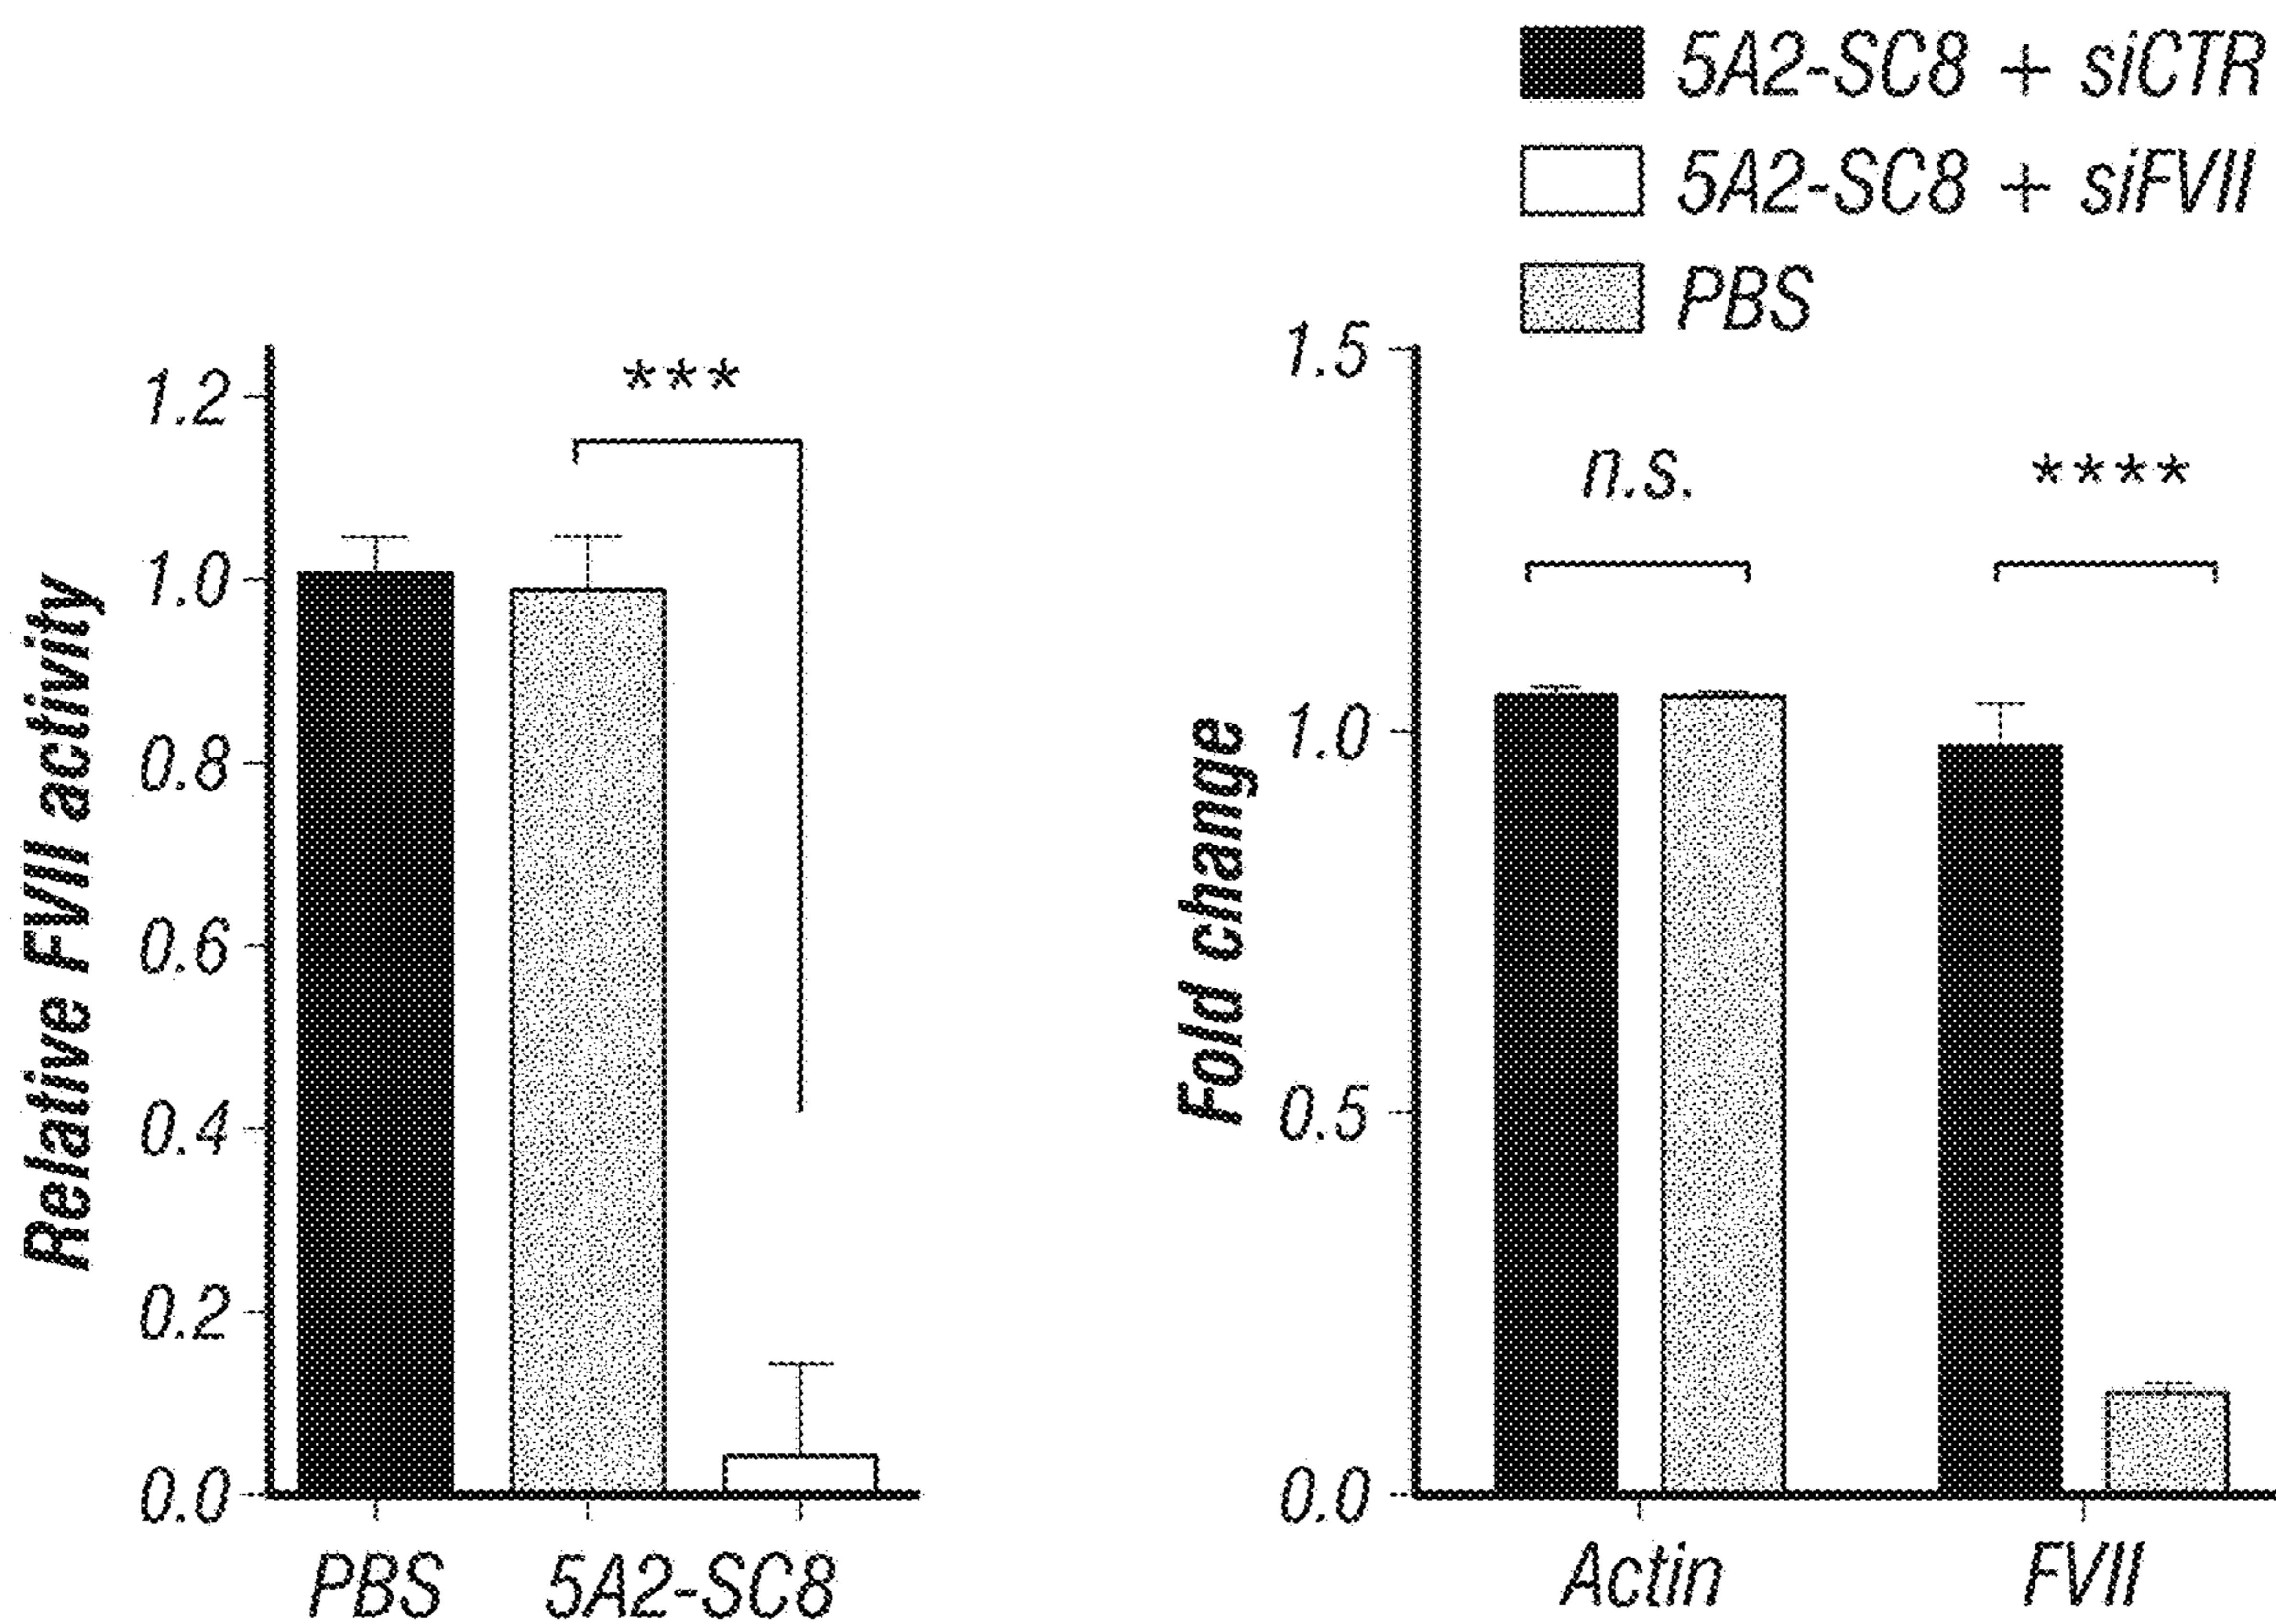 5A2-SC8 + siCTR
5A2-SC8 + siFVII
PBS
Relative FVII activity
1.2
1.0
0.8
0.6
0.4
0.2
0.0
***
PBS
5A2-SC8
Fold change
1.5
1.0
0.5
0.0
n.s.
****
Actin
FVII